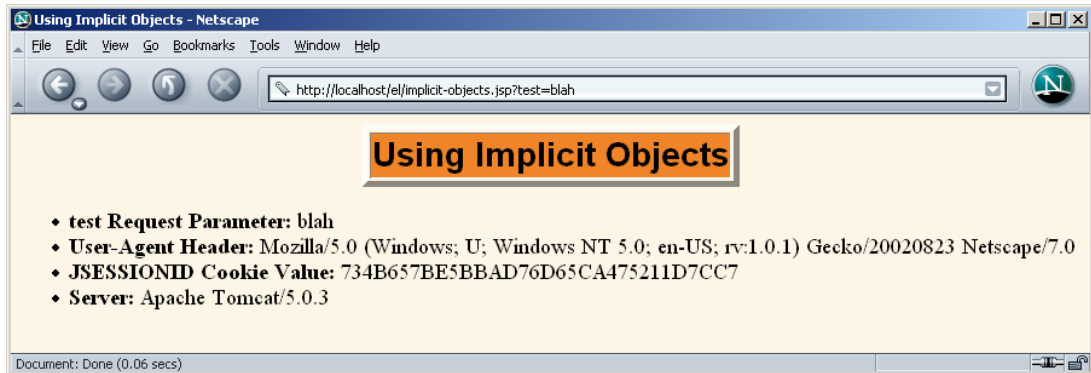 Using Implicit Objects - Netscape
File Edit View Go Bookmarks Tools Window Help
http://localhost/el/implicit-objects.jsp?test=blah
N
Using Implicit Objects
• test Request Parameter: blah
• User-Agent Header: Mozilla/5.0 (Windows; U; Windows NT 5.0; en-US; rv:1.0.1) Gecko/20020823 Netscape/7.0
• JSESSIONID Cookie Value: 734B657BE5BBAD76D65CA475211D7CC7
• Server: Apache Tomcat/5.0.3
Document: Done (0.06 secs)